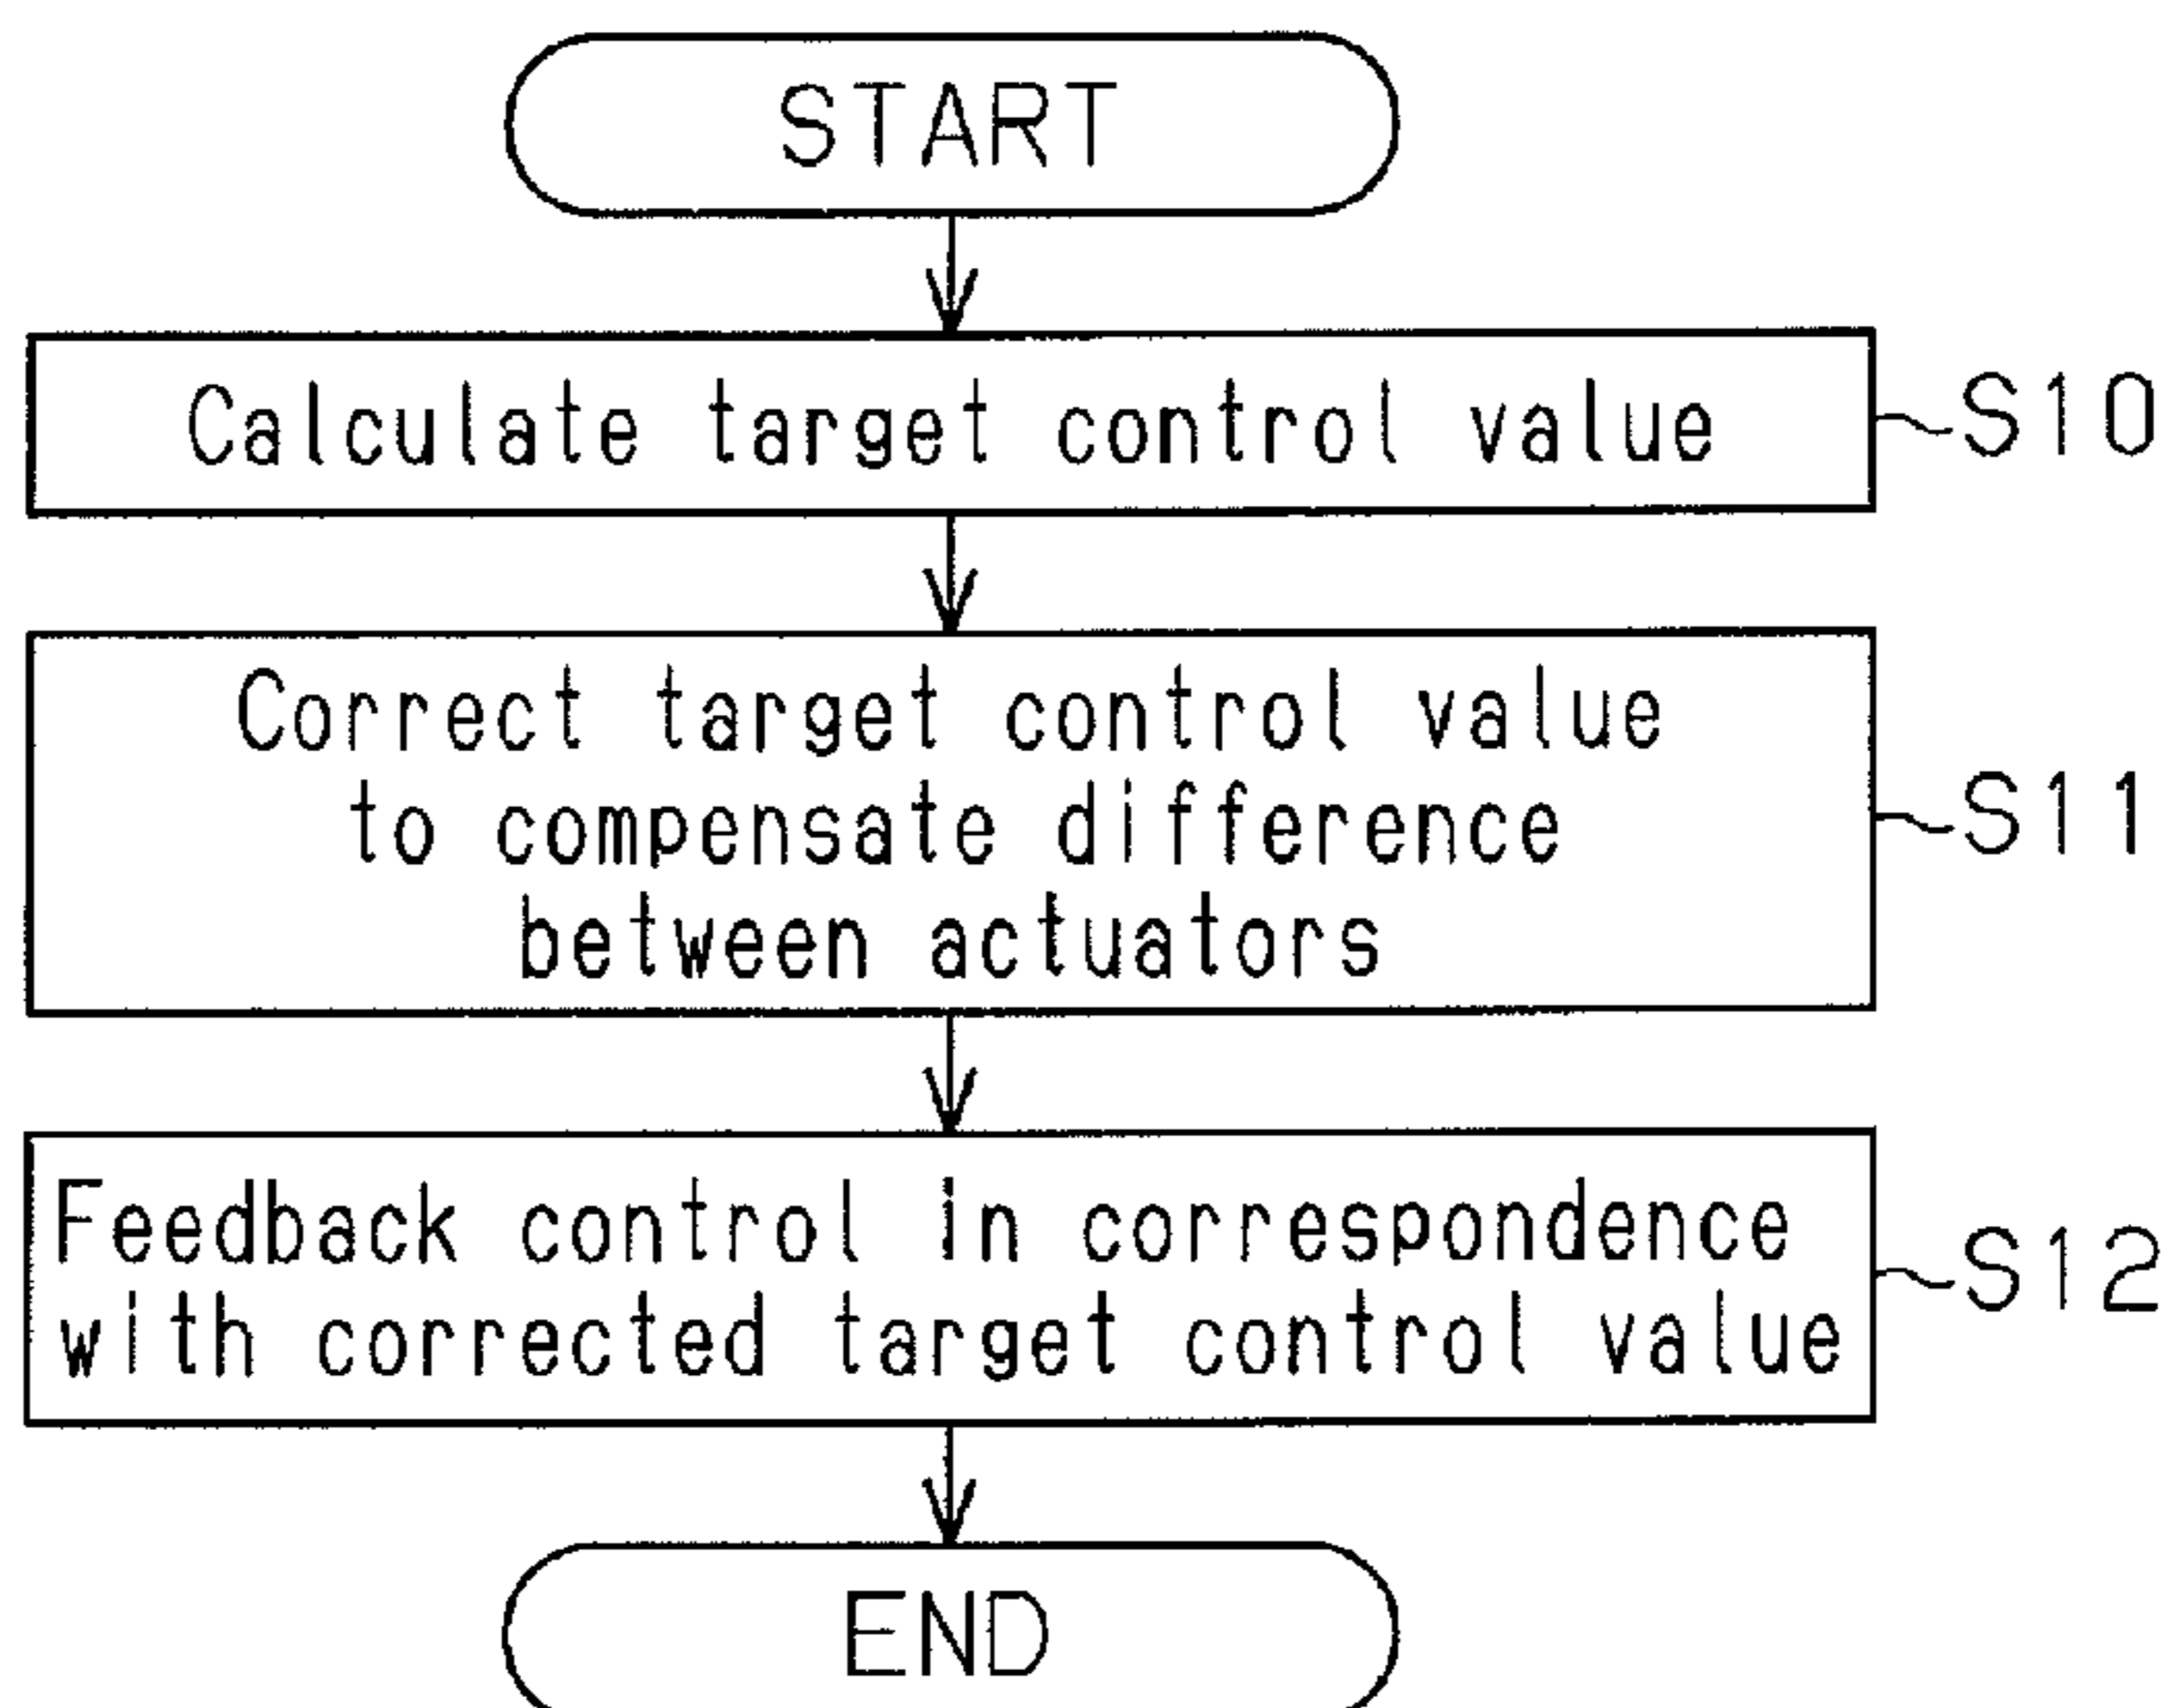 START
Calculate target control value
S10
Correct target control value
to compensate difference
between actuators
S11
Feedback control in correspondence
with corrected target control value
S12
END